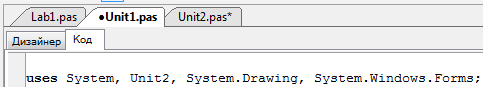 Lab1.pas •Unit1.pas Unit2.pas*
Дизайнер Код
uses System, Unit2, System.Drawing, System.Windows.Forms;